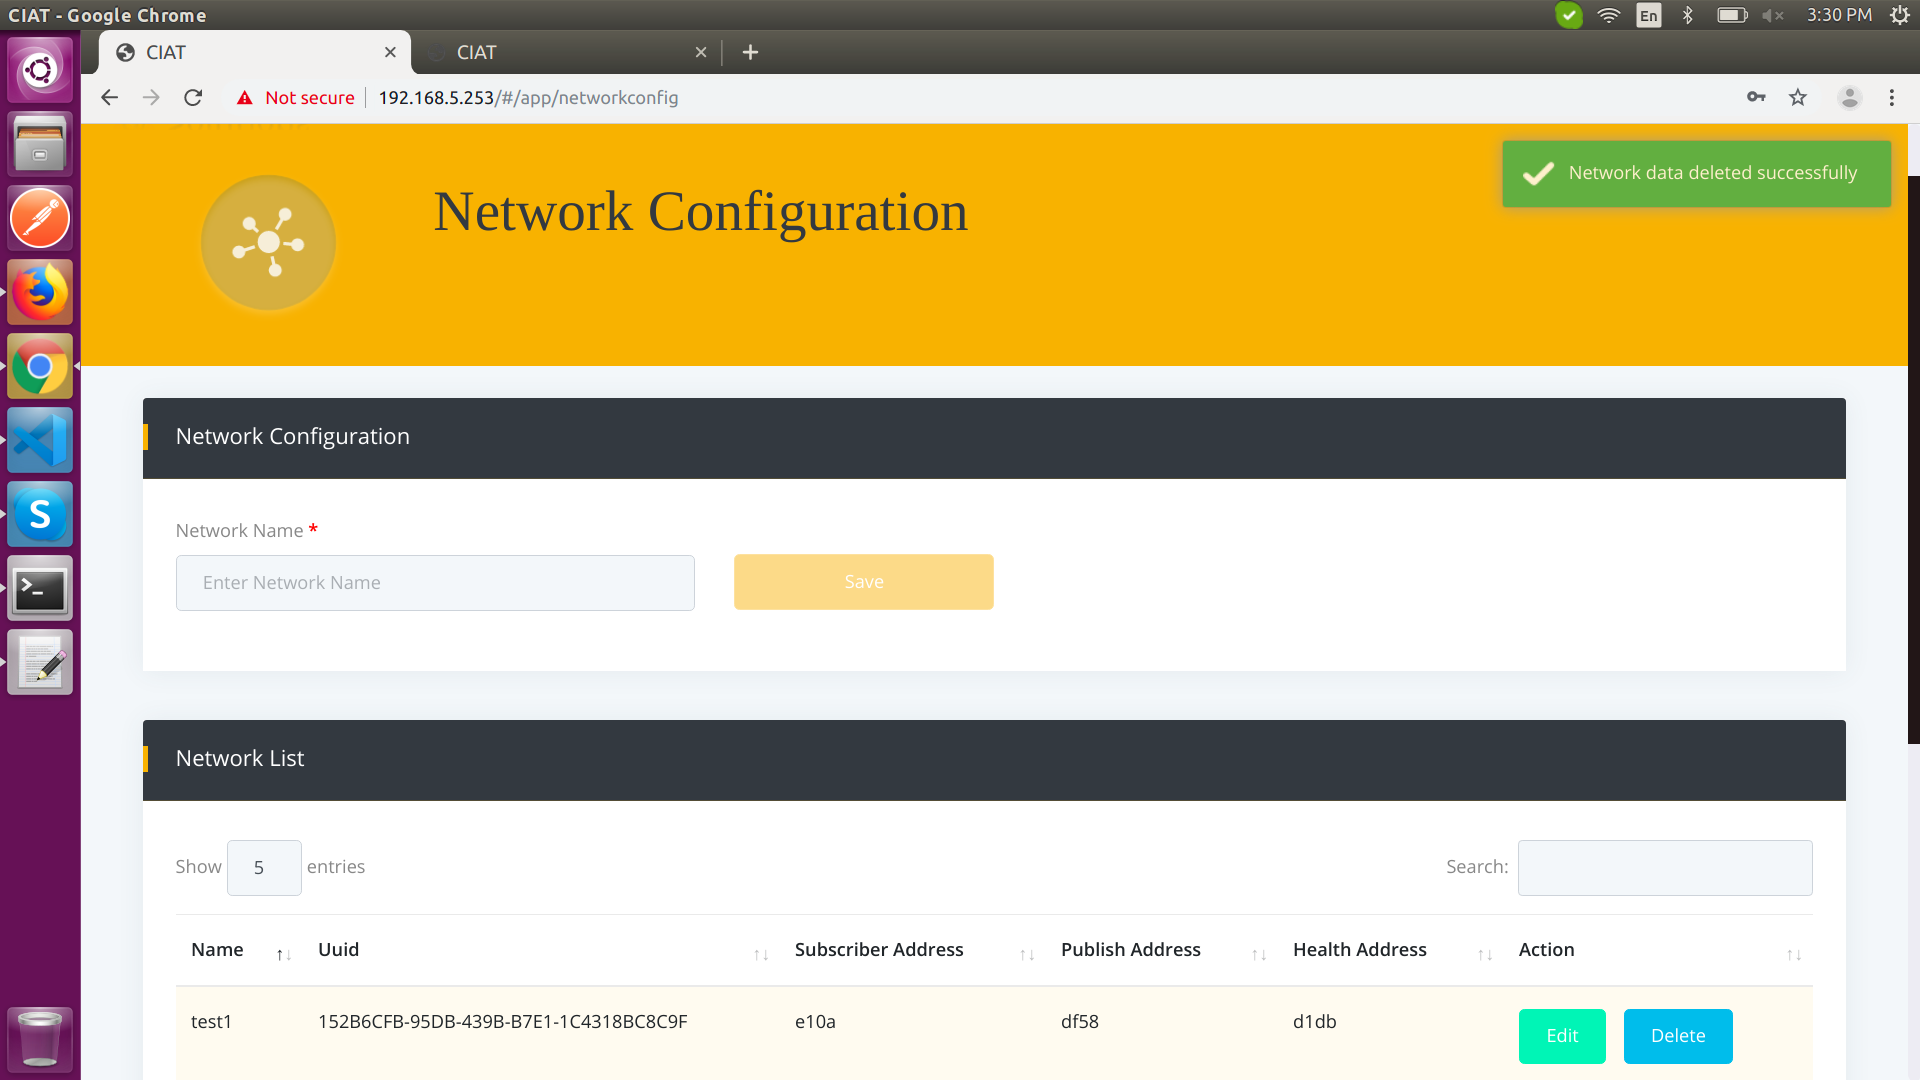 CIAT - Google Chrome
En
3:30 PM
CIAT
CIAT
Not secure
192.168.5.253/#/app/networkconfig
Network data deleted successfully
Network Configuration
Network Configuration
Network Name *
Enter Network Name
Save
Network List
Show 5 entries
Search:
Name Uuid Subscriber Address Publish Address Health Address Action
test1 152B6CFB-95DB-439B-B7E1-1C4318BC8C9F e10a df58 d1db Edit Delete